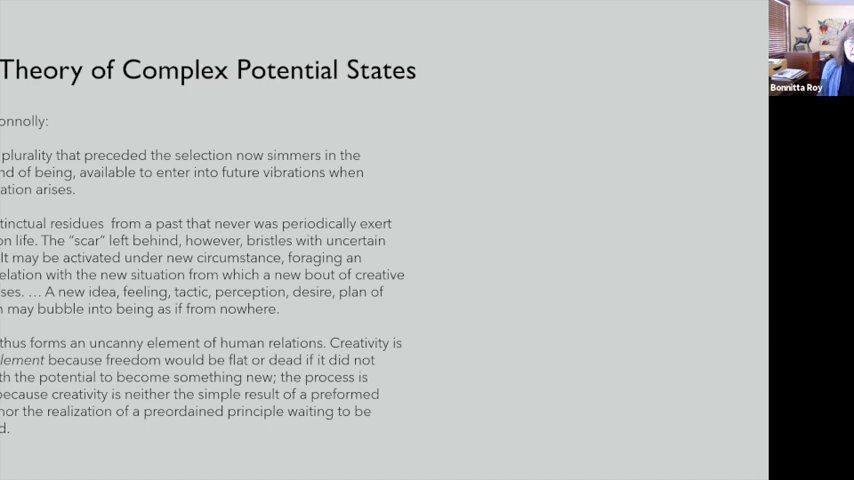 Theory of Complex Potential States
onnolly:
plurality that preceded the selection now simmers in the
nd of being, available to enter into future vibrations when
ation arises.
tinctual residues from a past that never was periodically exert
on life. The “scar” left behind, however, bristles with uncertain
It may be activated under new circumstance, foraging an
elation with the new situation from which a new bout of creative
ses. … A new idea, feeling, tactic, perception, desire, plan of
n may bubble into being as if from nowhere.
thus forms an uncanny element of human relations. Creativity is
lement because freedom would be flat or dead if it did not
th the potential to become something new; the process is
because creativity is neither the simple result of a preformed
nor the realization of a preordained principle waiting to be
d.
Bonnitta Roy